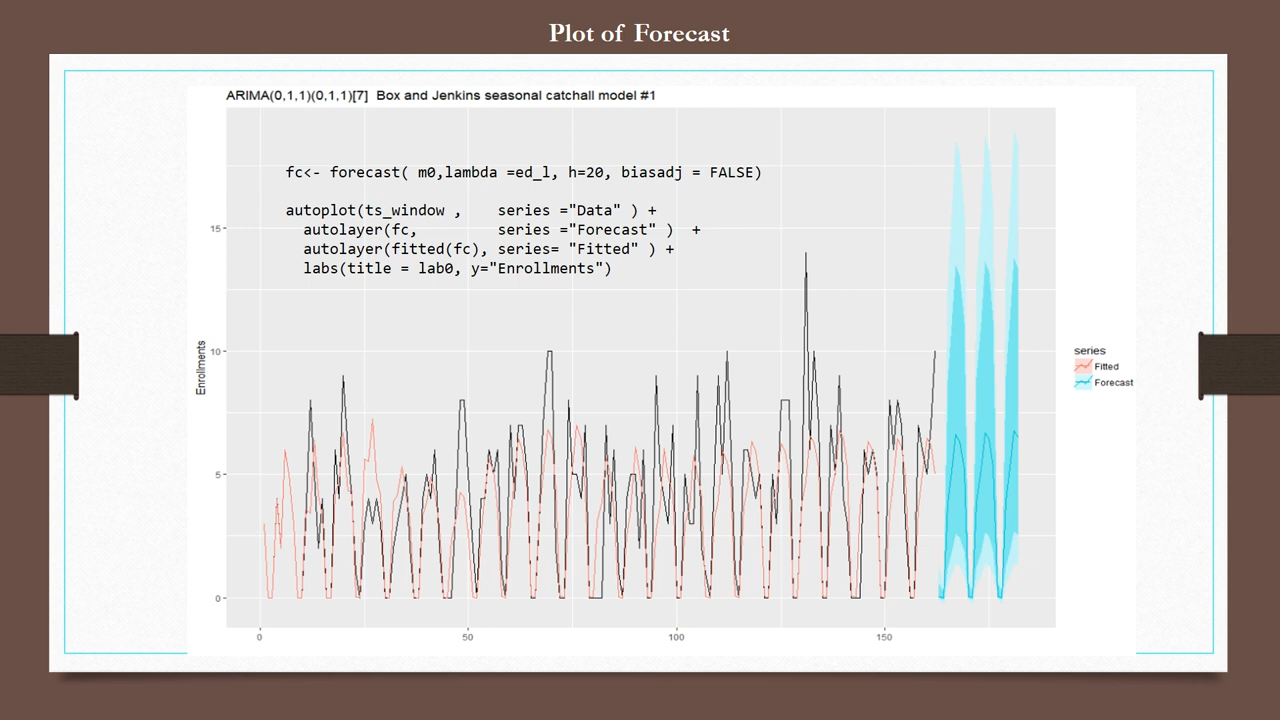 Plot of Forecast
ARIMA(0,1,1)(0,1,1)[7]  Box and Jenkins seasonal catchall model #1
fc<- forecast( m0,lambda =ed_l, h=20, biasadj = FALSE)
autoplot(ts_window ,    series ="Data" ) +
autolayer(fc,         series ="Forecast" )  +
autolayer(fitted(fc), series= "Fitted" ) +
labs(title = lab0, y="Enrollments")
15
10
5
0
Enrollments
0
50
100
150
series
Fitted
Forecast